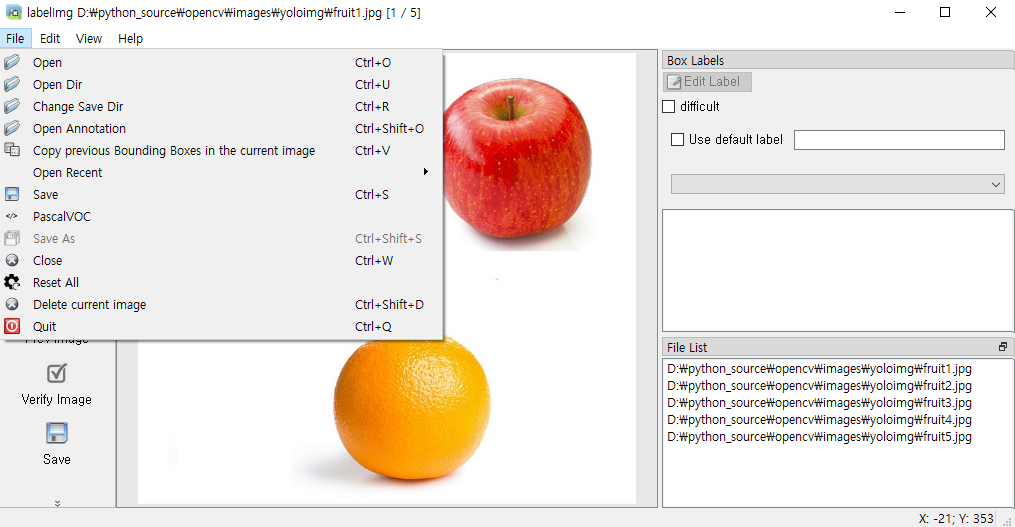 labelImg D:₩python_source₩opencv₩images₩yoloimg₩fruit1.jpg [1 / 5]
File Edit View Help
Open Ctrl+O
Open Dir Ctrl+U
Change Save Dir Ctrl+R
Open Annotation Ctrl+Shift+O
Copy previous Bounding Boxes in the current image Ctrl+V
Open Recent
Save Ctrl+S
PascalVOC
Save As Ctrl+Shift+S
Close Ctrl+W
Reset All
Delete current image Ctrl+Shift+D
Quit Ctrl+Q
Prev Image
Verify Image
Save
Box Labels
Edit Label
difficult
Use default label
File List
D:₩python_source₩opencv₩images₩yoloimg₩fruit1.jpg
D:₩python_source₩opencv₩images₩yoloimg₩fruit2.jpg
D:₩python_source₩opencv₩images₩yoloimg₩fruit3.jpg
D:₩python_source₩opencv₩images₩yoloimg₩fruit4.jpg
D:₩python_source₩opencv₩images₩yoloimg₩fruit5.jpg
X: -21; Y: 353